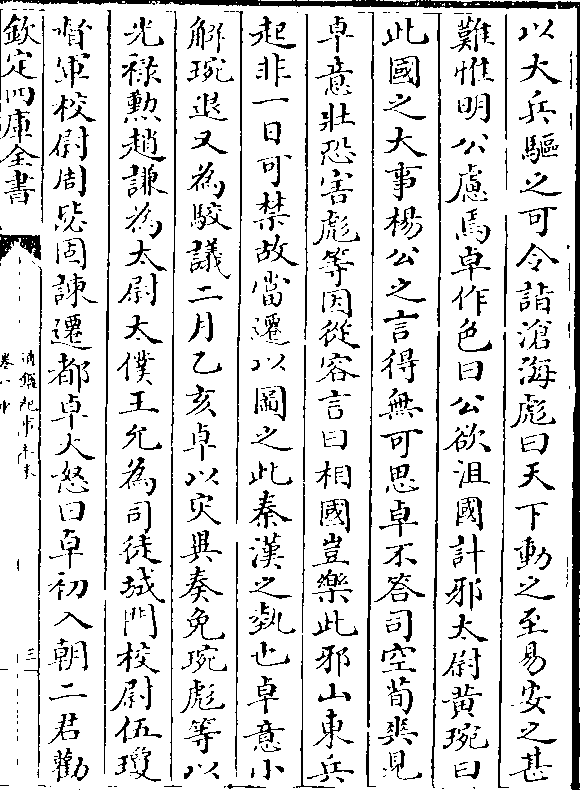 以大兵驅之可令詣滄海彪曰天下動之至易安之甚
難惟明公慮焉卓作色曰公欲沮國計邪太尉黃琬曰
此國之大事楊公之言得無可思卓不答司空荀爽見
卓意壯恐害彪等因從容言曰相國豈樂此邪山東兵
起非一日可禁故當遷以圖之此秦漢之埶也卓意小
解琬退又為駮議二月乙亥卓以灾異奏免琬彪等以
光祿勲趙謙為太尉太僕王允為司徒城門校尉伍瓊
督軍校尉周毖固諫遷都卓大怒曰卓初入朝二君勸
欽定四庫全書
通鑑紀事本末
三